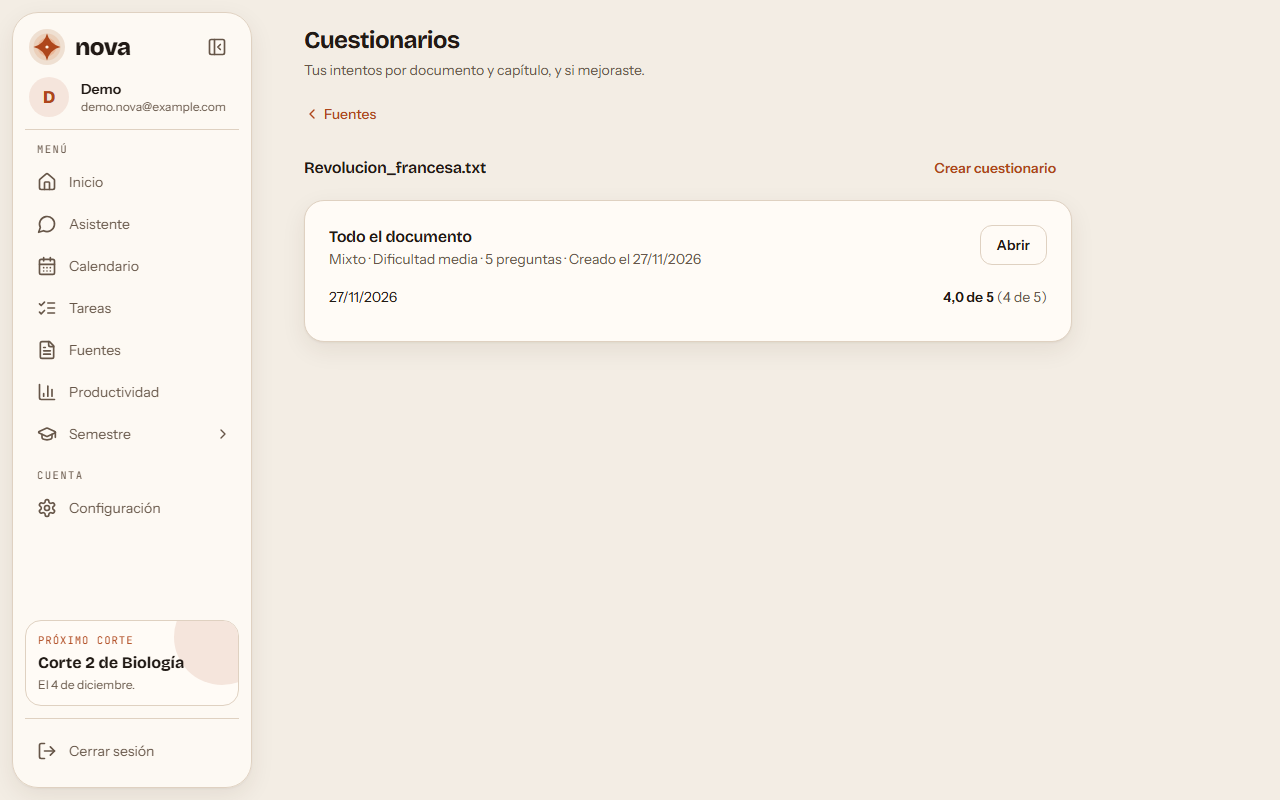 nova
D
Demo
demo.nova@example.com
MENÚ
Inicio
Asistente
Calendario
Tareas
Fuentes
Productividad
Semestre
CUENTA
Configuración
PRÓXIMO CORTE
Corte 2 de Biología
El 4 de diciembre.
Cerrar sesión
Cuestionarios
Tus intentos por documento y capítulo, y si mejoraste.
Fuentes
Revolucion_francesa.txt
Crear cuestionario
Todo el documento
Mixto · Dificultad media · 5 preguntas · Creado el 27/11/2026
Abrir
27/11/2026
4,0 de 5 (4 de 5)